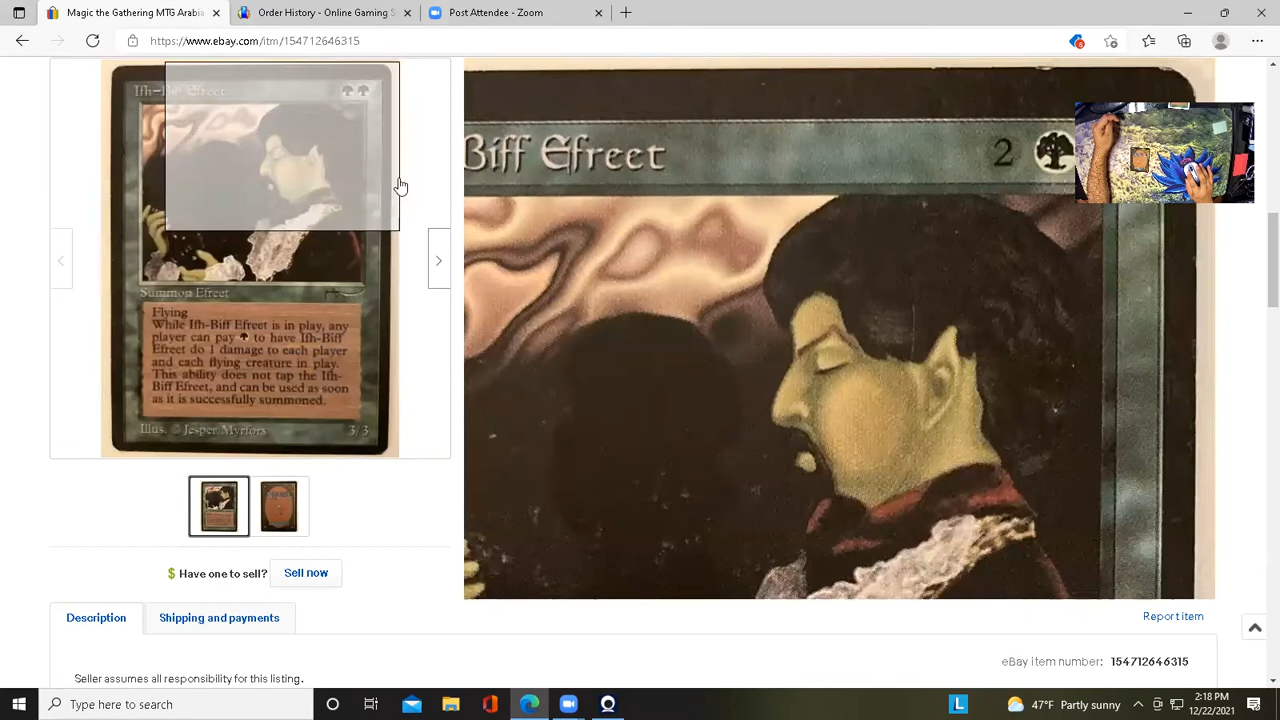 Magic the Gathering MTG Arabia
Order History - Online Gaming S
Post Attendee - Zoom
https://www.ebay.com/itm/154712646315
6
Ifh-Biff Efreet
Summon Efreet
Flying
While Ifh-Biff Efreet is in play, any
player can pay to have Ifh-Biff
Efreet do 1 damage to each player
and each flying creature in play.
This ability does not tap the Ifh-
Biff Efreet, and can be used as soon
as it is successfully summoned.
Illus. © Jesper Myrfors 3/3
Biff Efreet 2
Have one to sell? Sell now
Description
Shipping and payments
Report item
eBay item number: 154712646315
Seller assumes all responsibility for this listing.
Type here to search
L
47°F Partly sunny
2:18 PM
12/22/2021